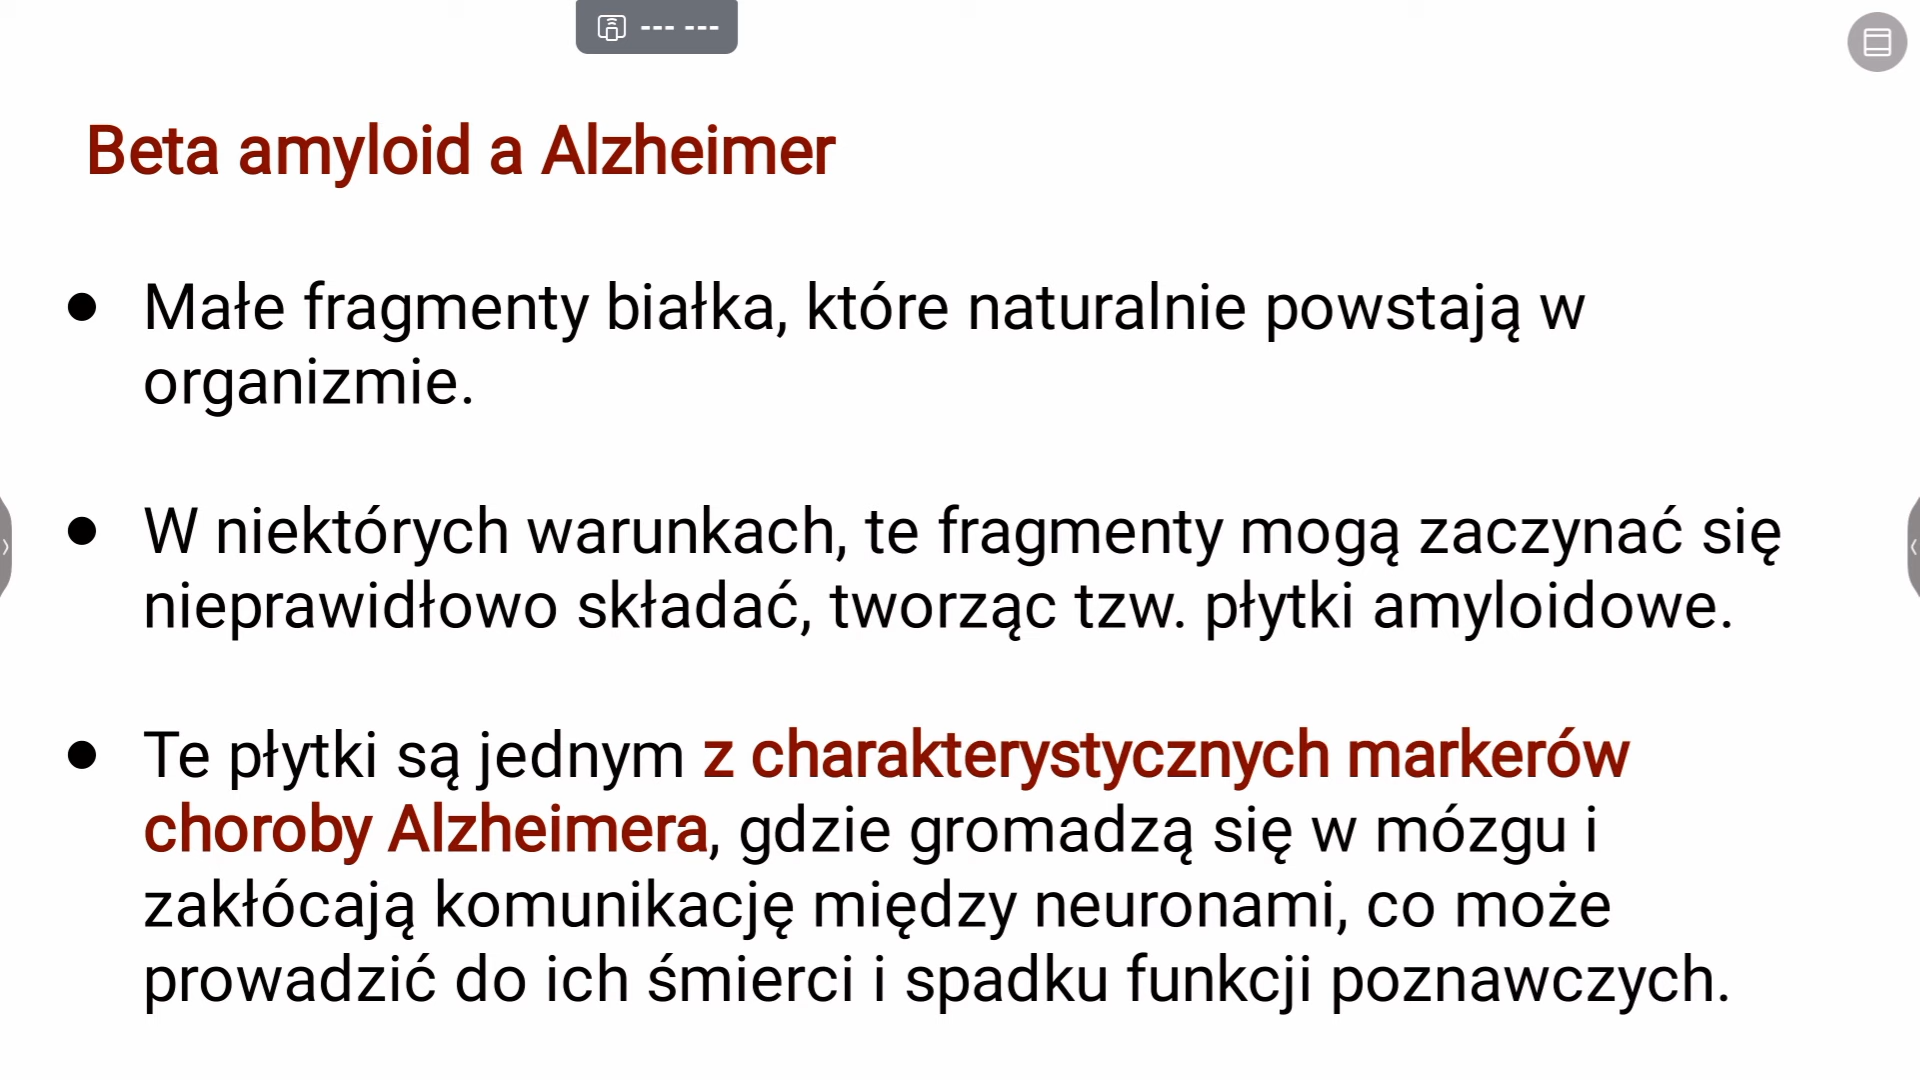 --- ---
Beta amyloid a Alzheimer
● Małe fragmenty białka, które naturalnie powstają w
organizmie.
● W niektórych warunkach, te fragmenty mogą zaczynać się
nieprawidłowo składać, tworząc tzw. płytki amyloidowe.
● Te płytki są jednym z charakterystycznych markerów
choroby Alzheimera, gdzie gromadzą się w mózgu i
zakłócają komunikację między neuronami, co może
prowadzić do ich śmierci i spadku funkcji poznawczych.